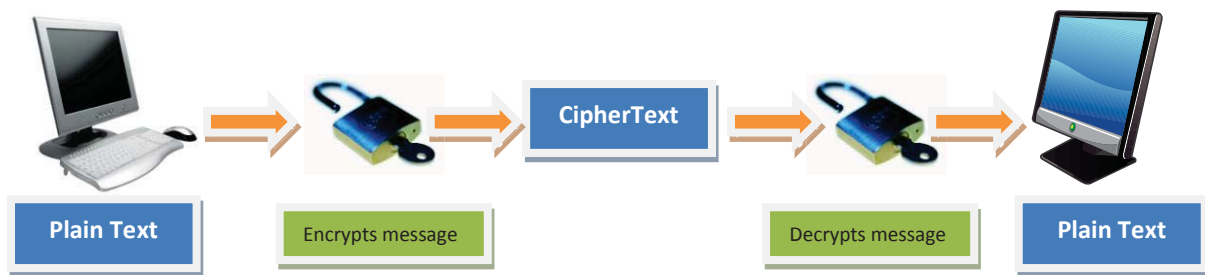 CipherText
Plain Text
Encrypts message
Decrypts message
Plain Text